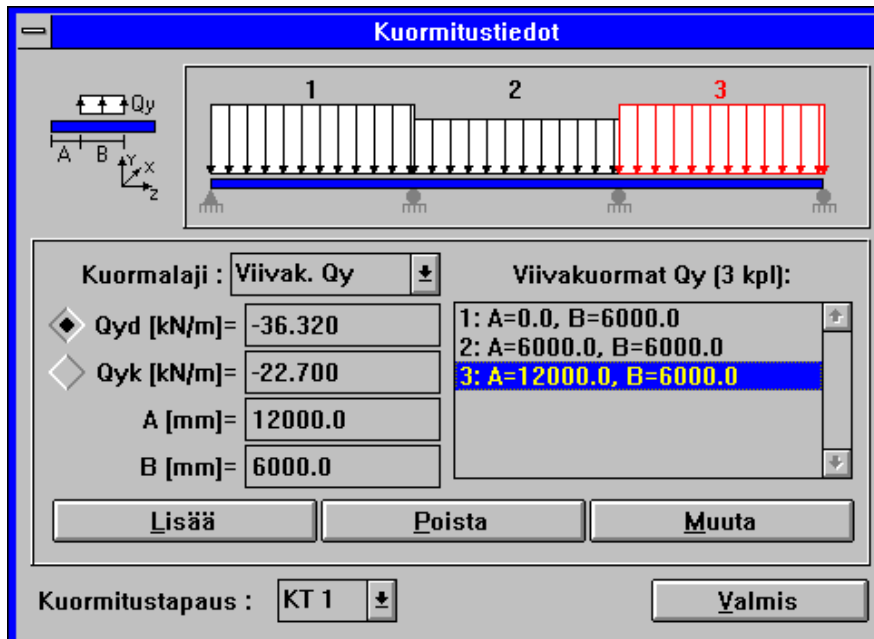 Kuormitustiedot
Qy
A B Y X Z
1 2 3
Kuormalaji : Viivak. Qy
Qyd [kN/m]= -36.320
Qyk [kN/m]= -22.700
A [mm]= 12000.0
B [mm]= 6000.0
Viivakuormat Qy (3 kpl):
1: A=0.0, B=6000.0
2: A=6000.0, B=6000.0
3: A=12000.0, B=6000.0
Lisää Poista Muuta
Kuormitustapaus : KT 1 Valmis